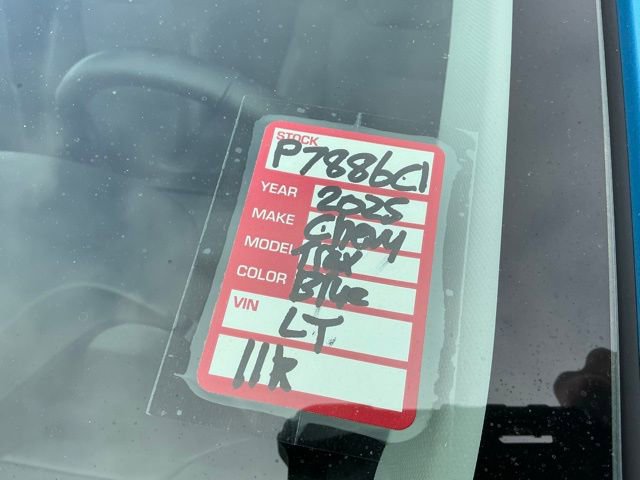 STOCK
P7886C1
YEAR 2025
MAKE Chevy
MODEL Trax
COLOR Blue
VIN
LT
11K